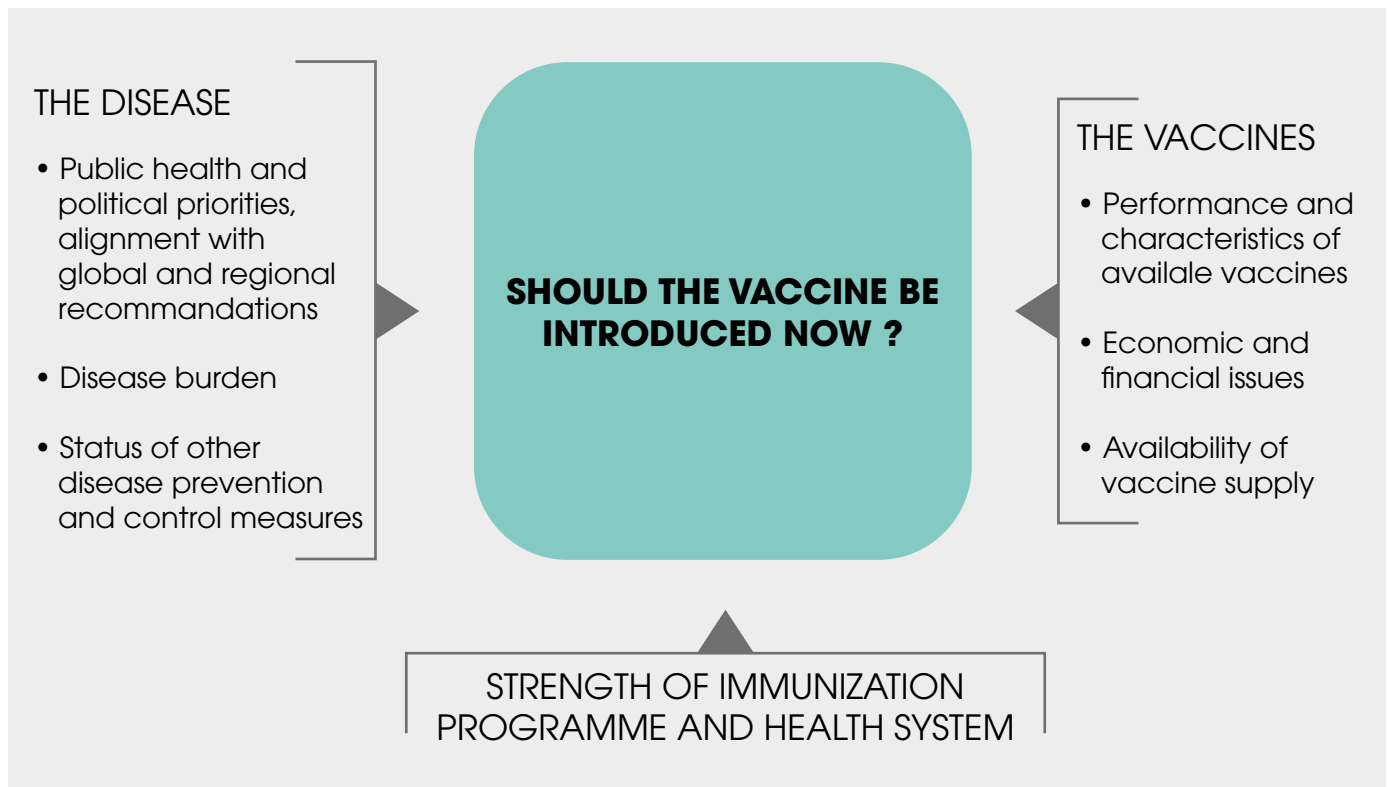 THE DISEASE
• Public health and
political priorities,
alignment with
global and regional
recommandations
• Disease burden
• Status of other
disease prevention
and control measures
SHOULD THE VACCINE BE
INTRODUCED NOW ?
THE VACCINES
• Performance and
characteristics of
availale vaccines
• Economic and
financial issues
• Availability of
vaccine supply
STRENGTH OF IMMUNIZATION
PROGRAMME AND HEALTH SYSTEM